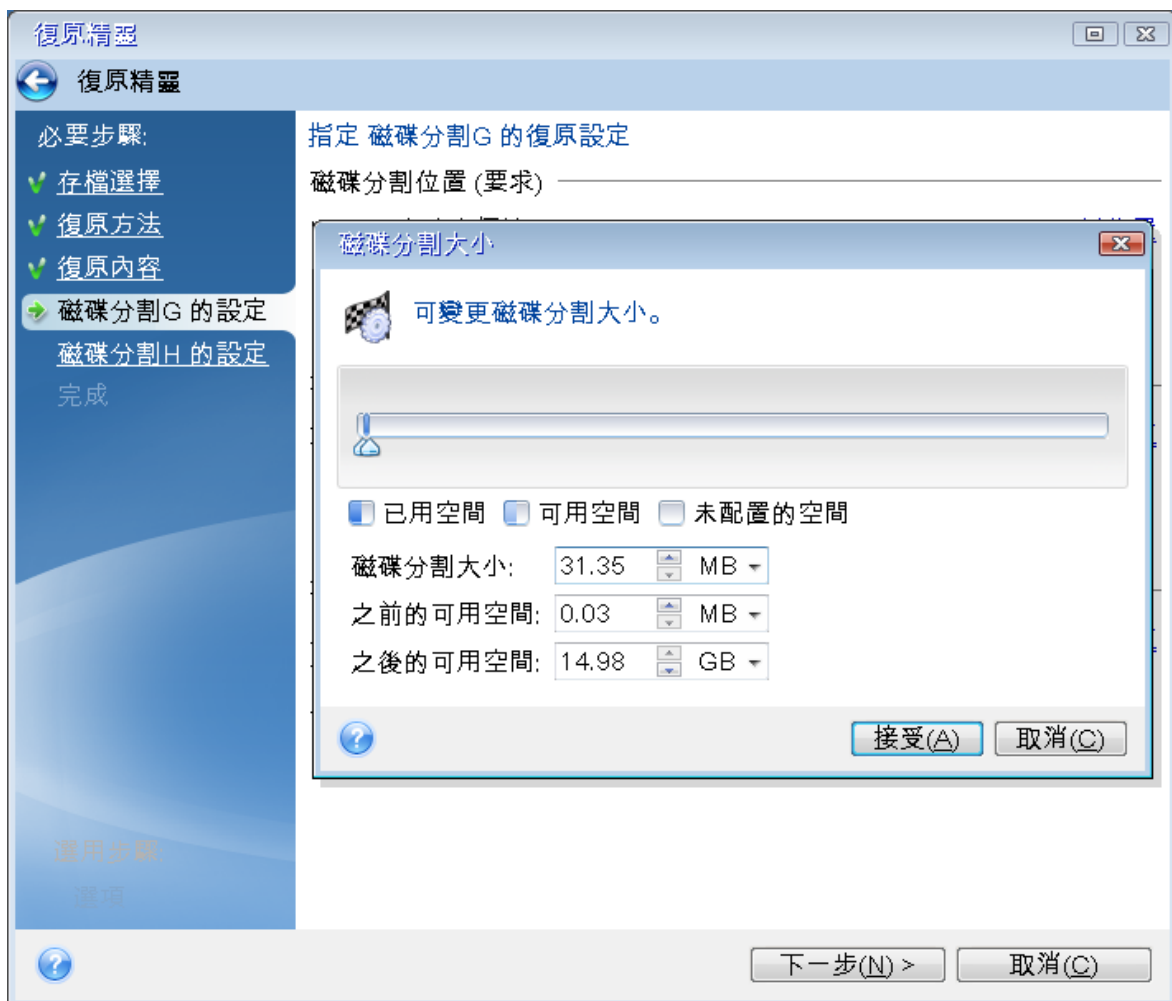 復原精靈
復原精靈
必要步驟:
存檔選擇
復原方法
復原內容
磁碟分割G 的設定
磁碟分割H 的設定
完成
選用步驟:
選項
指定 磁碟分割G 的復原設定
磁碟分割位置 (要求)
磁碟分割大小
可變更磁碟分割大小。
已用空間 可用空間 未配置的空間
磁碟分割大小: 31.35 MB
之前的可用空間: 0.03 MB
之後的可用空間: 14.98 GB
接受(A) 取消(C)
下一步(N) > 取消(C)